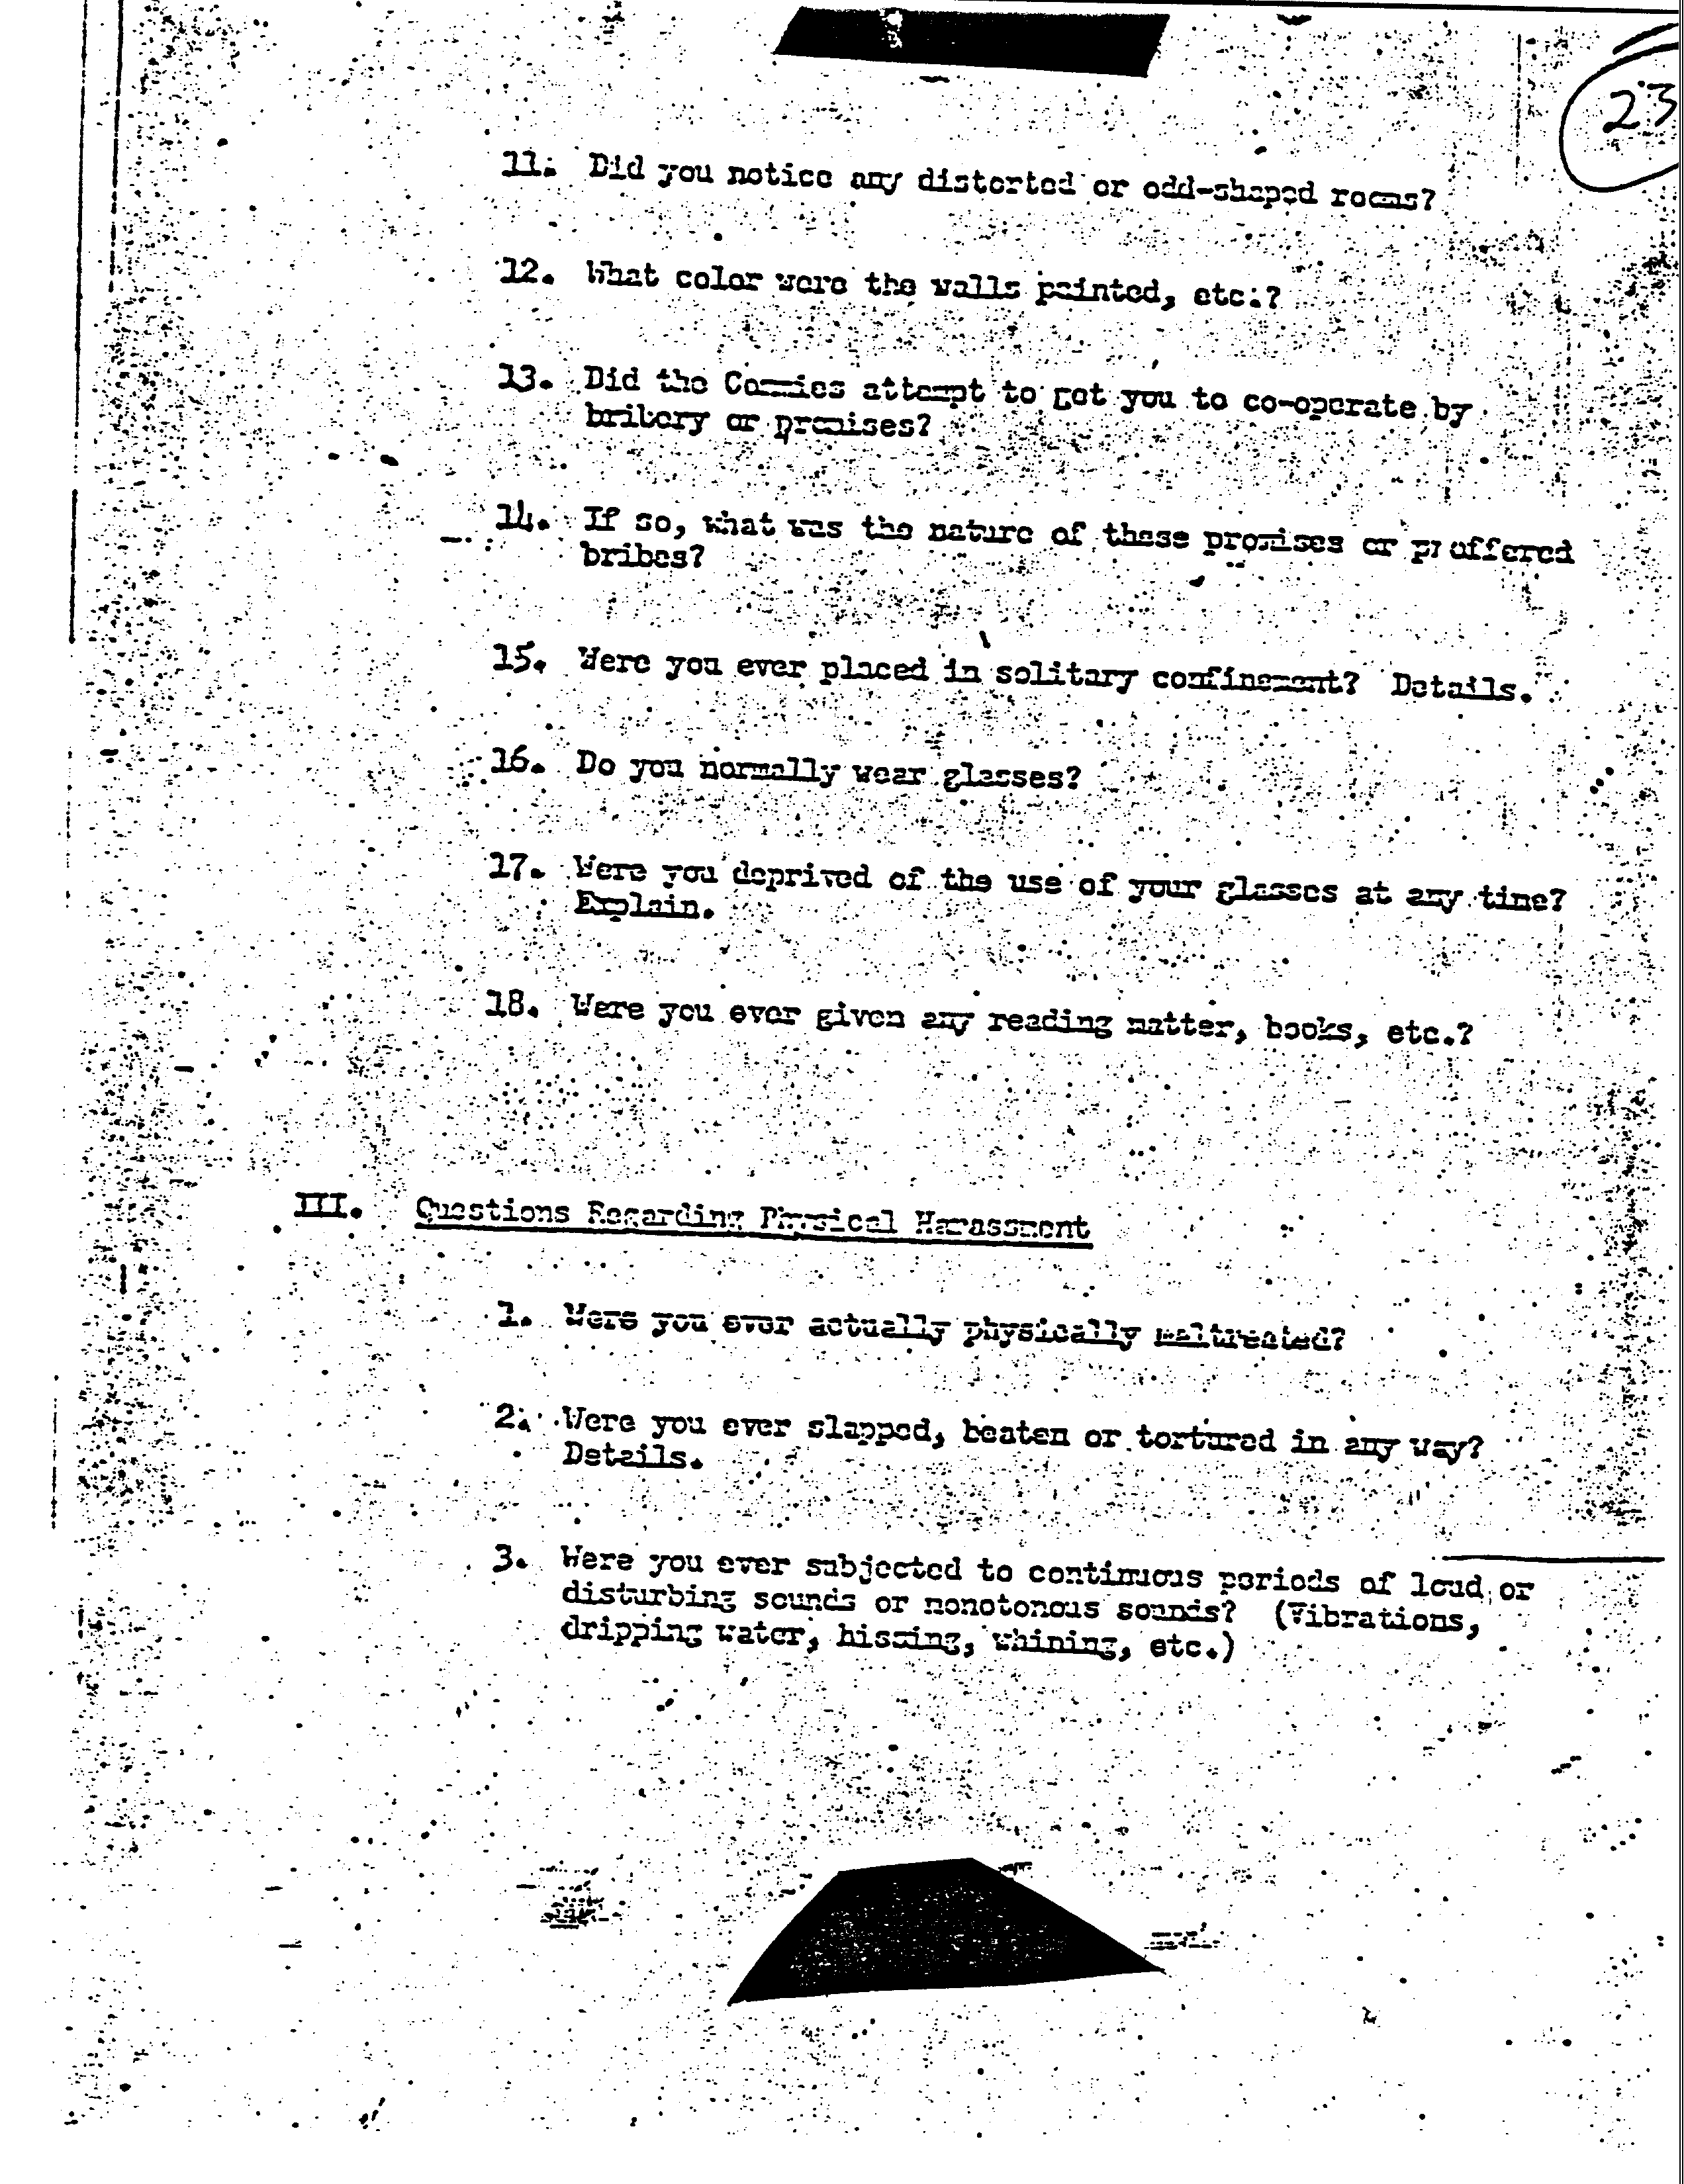 23
11. Did you notice any distorted or odd-shaped rooms?
12. What color were the walls painted, etc.?
13. Did the Commies attempt to get you to co-operate by
bribery or promises?
14. If so, what was the nature of these promises or proffered
bribes?
15. Were you ever placed in solitary confinement? Details.
16. Do you normally wear glasses?
17. Were you deprived of the use of your glasses at any time?
Explain.
18. Were you ever given any reading matter, books, etc.?
III. Questions Regarding Physical Harassment
1. Were you ever actually physically maltreated?
2. Were you ever slapped, beaten or tortured in any way?
Details.
3. Were you ever subjected to continuous periods of loud or
disturbing sounds or monotonous sounds? (Vibrations,
dripping water, hissing, whining, etc.)